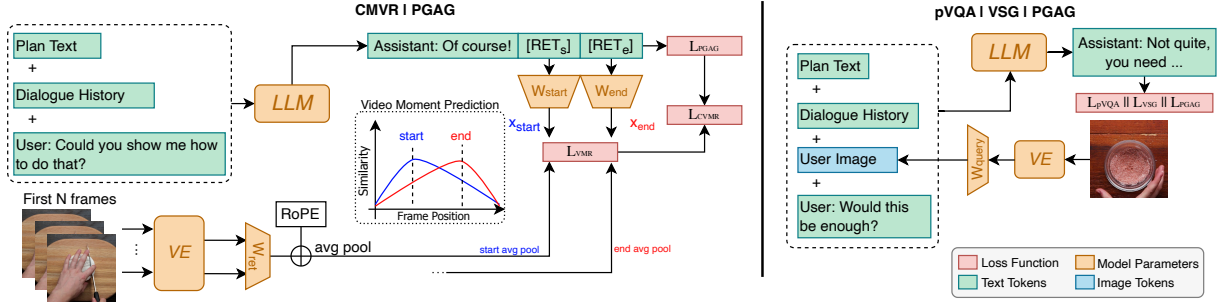 CMVR | PGAG
Plan Text
+
Dialogue History
+
User: Could you show me how
to do that?
LLM
Assistant: Of course!
[RETs]
[RETe]
LPGAG
Wstart
Wend
LCVMR
xstart
xend
LVMR
Video Moment Prediction
start
end
Similarity
Frame Position
First N frames
VE
Wret
RoPE
avg pool
start avg pool
end avg pool
...
pVQA | VSG | PGAG
Plan Text
+
Dialogue History
+
User Image
+
User: Would this
be enough?
LLM
Assistant: Not quite,
you need ...
LpVQA || LVSG || LPGAG
Wquery
VE
Loss Function
Model Parameters
Text Tokens
Image Tokens